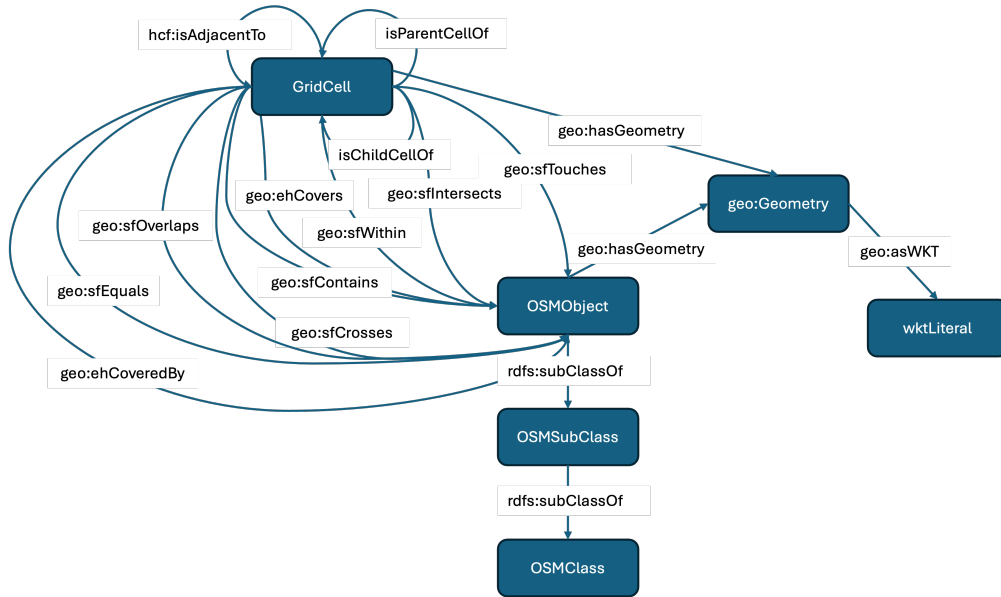 hcf:isAdjacentTo
isParentCellOf
GridCell
geo:hasGeometry
isChildCellOf
geo:sfTouches
geo:ehCovers
geo:sfIntersects
geo:Geometry
geo:sfOverlaps
geo:sfWithin
geo:hasGeometry
geo:asWKT
geo:sfContains
geo:sfEquals
OSMObject
geo:sfCrosses
wktLiteral
geo:ehCoveredBy
rdfs:subClassOf
OSMSubClass
rdfs:subClassOf
OSMClass